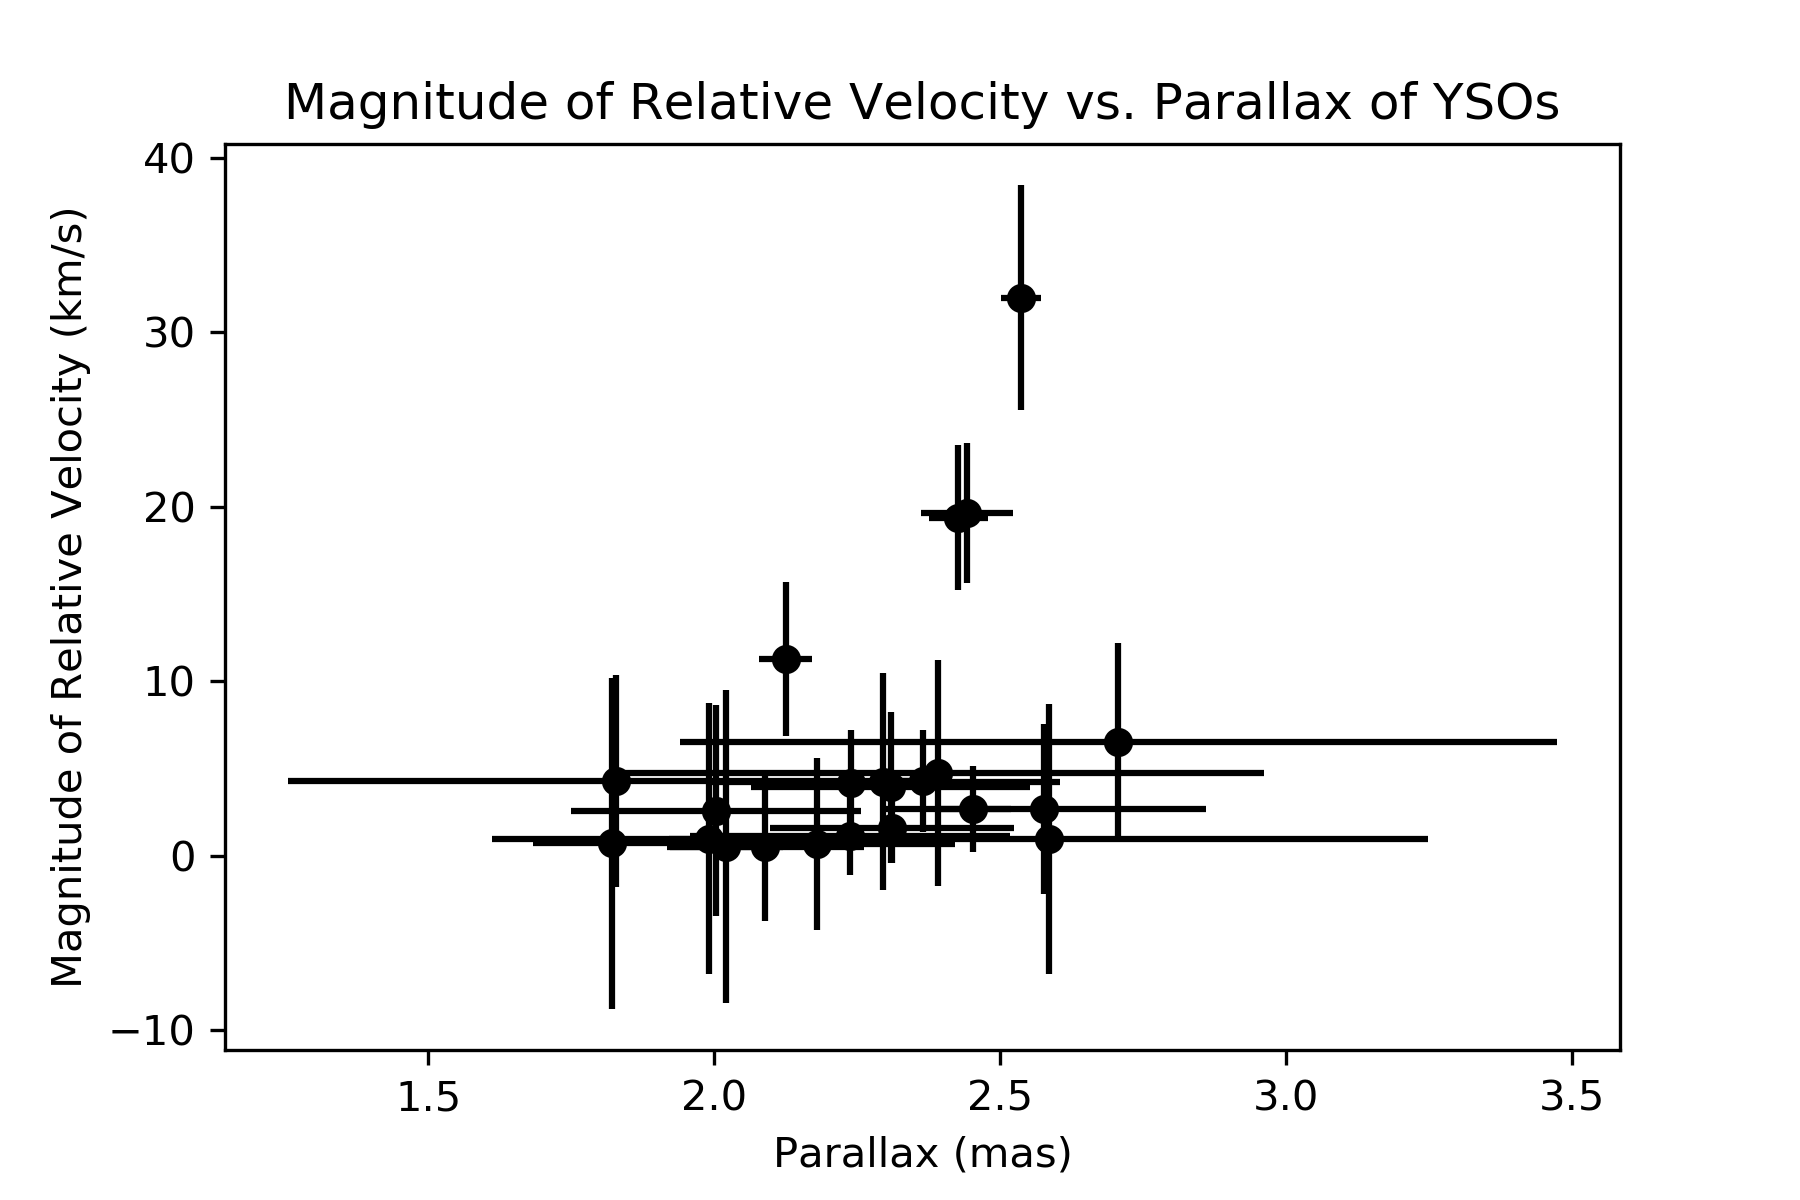 Magnitude of Relative Velocity vs. Parallax of YSOs
Magnitude of Relative Velocity (km/s)
40
30
20
10
0
−10
1.5 2.0 2.5 3.0 3.5
Parallax (mas)